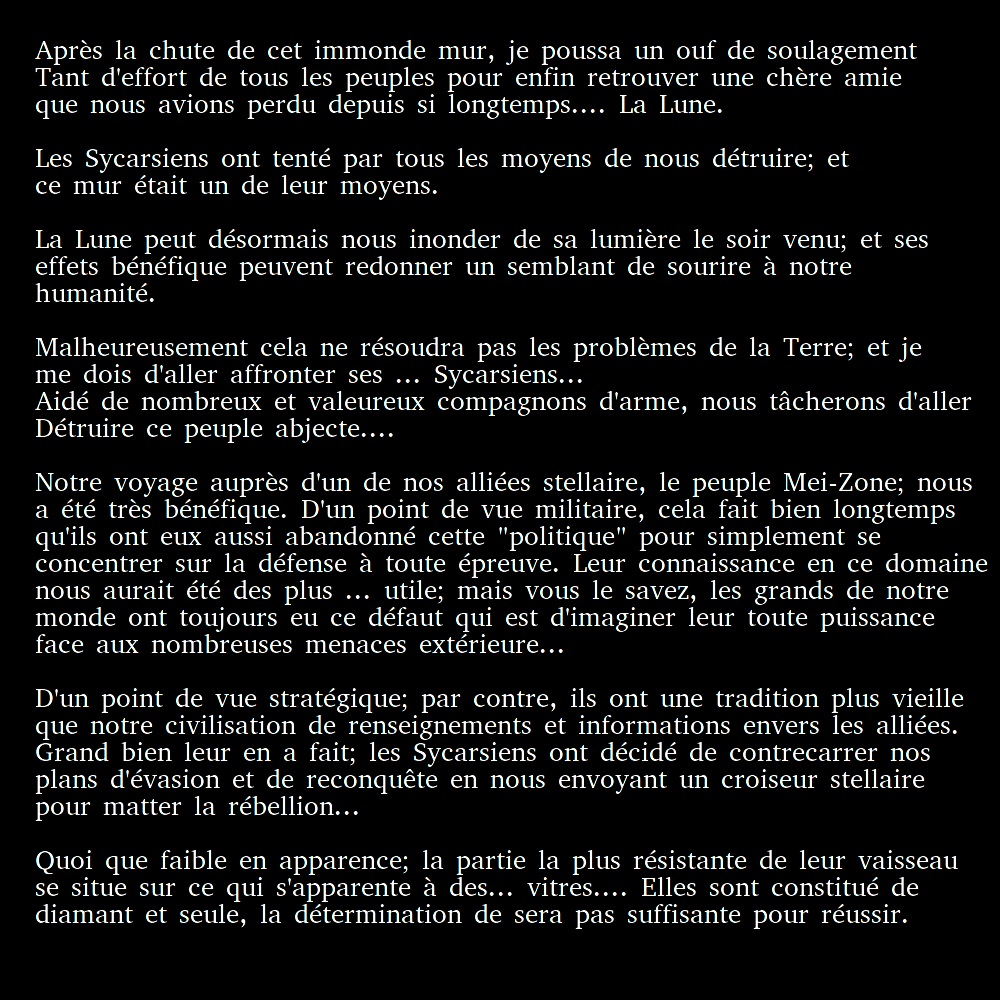 Après la chute de cet immonde mur, je poussa un ouf de soulagement
Tant d'effort de tous les peuples pour enfin retrouver une chère amie
que nous avions perdu depuis si longtemps.... La Lune.
Les Sycarsiens ont tenté par tous les moyens de nous détruire; et
ce mur était un de leur moyens.
La Lune peut désormais nous inonder de sa lumière le soir venu; et ses
effets bénéfique peuvent redonner un semblant de sourire à notre
humanité.
Malheureusement cela ne résoudra pas les problèmes de la Terre; et je
me dois d'aller affronter ses ... Sycarsiens...
Aidé de nombreux et valeureux compagnons d'arme, nous tâcherons d'aller
Détruire ce peuple abjecte....
Notre voyage auprès d'un de nos alliées stellaire, le peuple Mei-Zone; nous
a été très bénéfique. D'un point de vue militaire, cela fait bien longtemps
qu'ils ont eux aussi abandonné cette "politique" pour simplement se
concentrer sur la défense à toute épreuve. Leur connaissance en ce domaine
nous aurait été des plus ... utile; mais vous le savez, les grands de notre
monde ont toujours eu ce défaut qui est d'imaginer leur toute puissance
face aux nombreuses menaces extérieure...
D'un point de vue stratégique; par contre, ils ont une tradition plus vieille
que notre civilisation de renseignements et informations envers les alliées.
Grand bien leur en a fait; les Sycarsiens ont décidé de contrecarrer nos
plans d'évasion et de reconquête en nous envoyant un croiseur stellaire
pour matter la rébellion...
Quoi que faible en apparence; la partie la plus résistante de leur vaisseau
se situe sur ce qui s'apparente à des... vitres.... Elles sont constitué de
diamant et seule, la détermination de sera pas suffisante pour réussir.